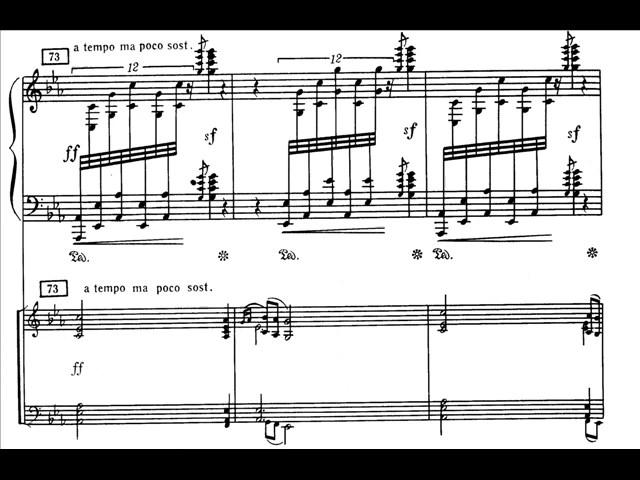 73 a tempo ma poco sost.
12 12
ff sf sf sf
Ped. Ped. Ped.
73 a tempo ma poco sost.
ff